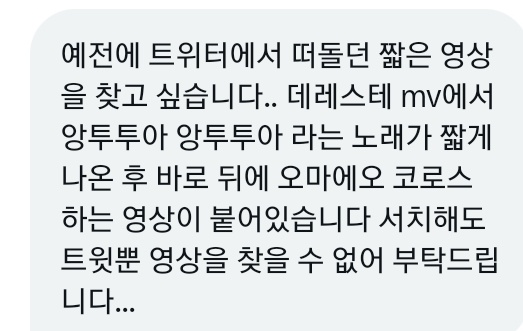 예전에 트위터에서 떠돌던 짧은 영상
을 찾고 싶습니다.. 데레스테 mv에서
앙투투아 앙투투아 라는 노래가 짧게
나온 후 바로 뒤에 오마에오 코로스
하는 영상이 붙어있습니다 서치해도
트윗뿐 영상을 찾을 수 없어 부탁드립
니다...